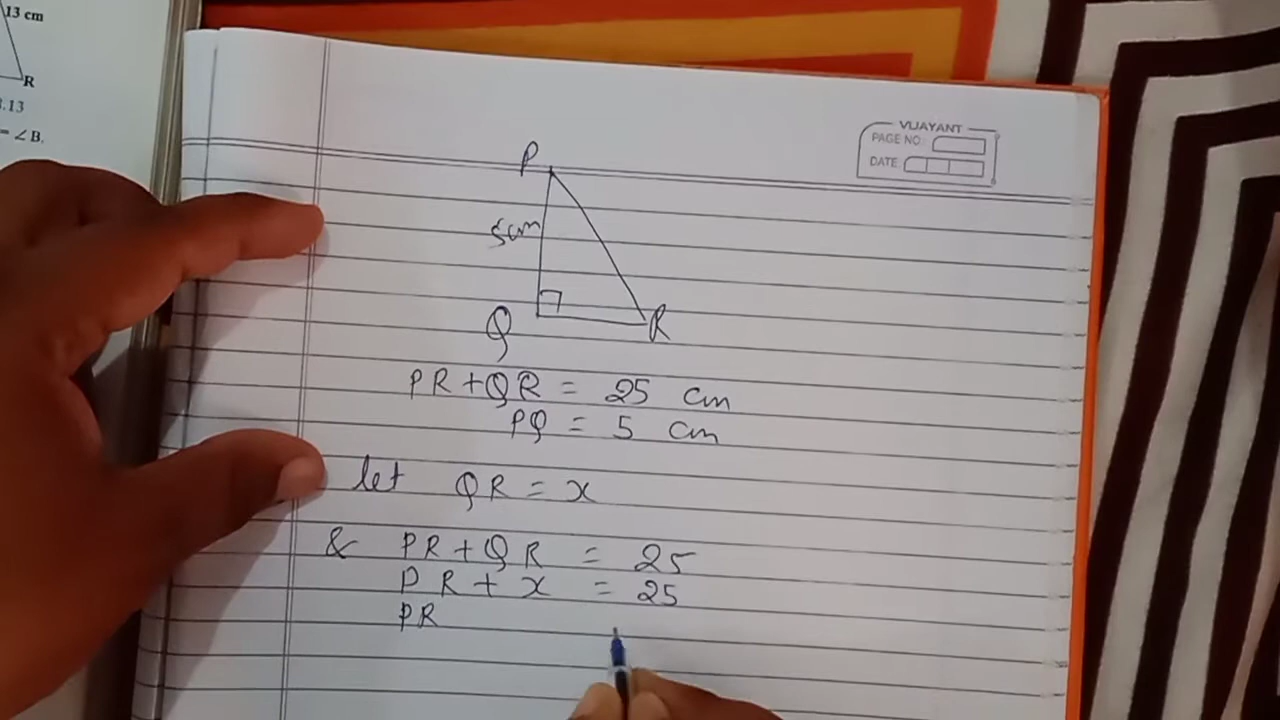 13 cm
R
.13
= ∠B.
VIJAYANT
PAGE NO:
DATE:
P
5cm
Q
R
PR+QR = 25 cm
PQ = 5 cm
let QR = x
& PR+QR = 25
PR + x = 25
PR